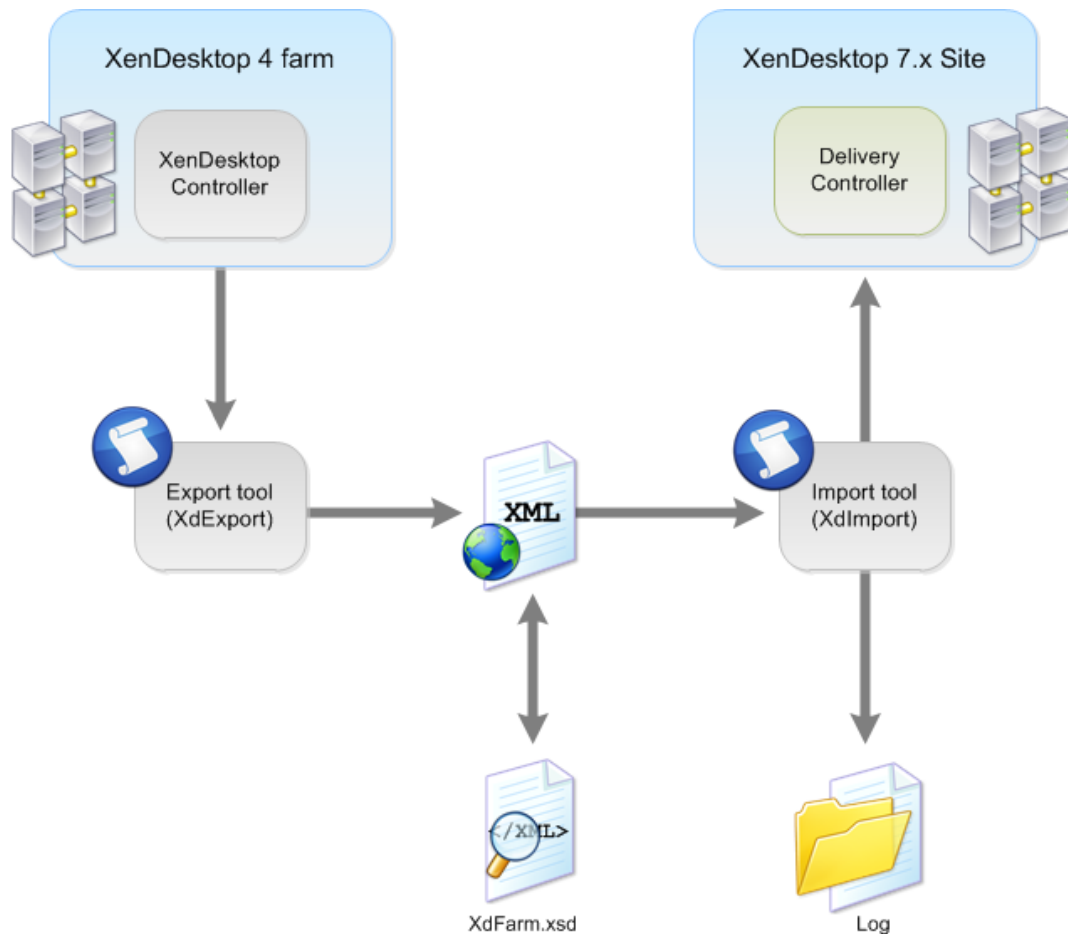 XenDesktop 4 farm
XenDesktop 7.x Site
XenDesktop
Controller
Delivery
Controller
Export tool
(XdExport)
XML
Import tool
(XdImport)
</XML>
XdFarm.xsd
Log